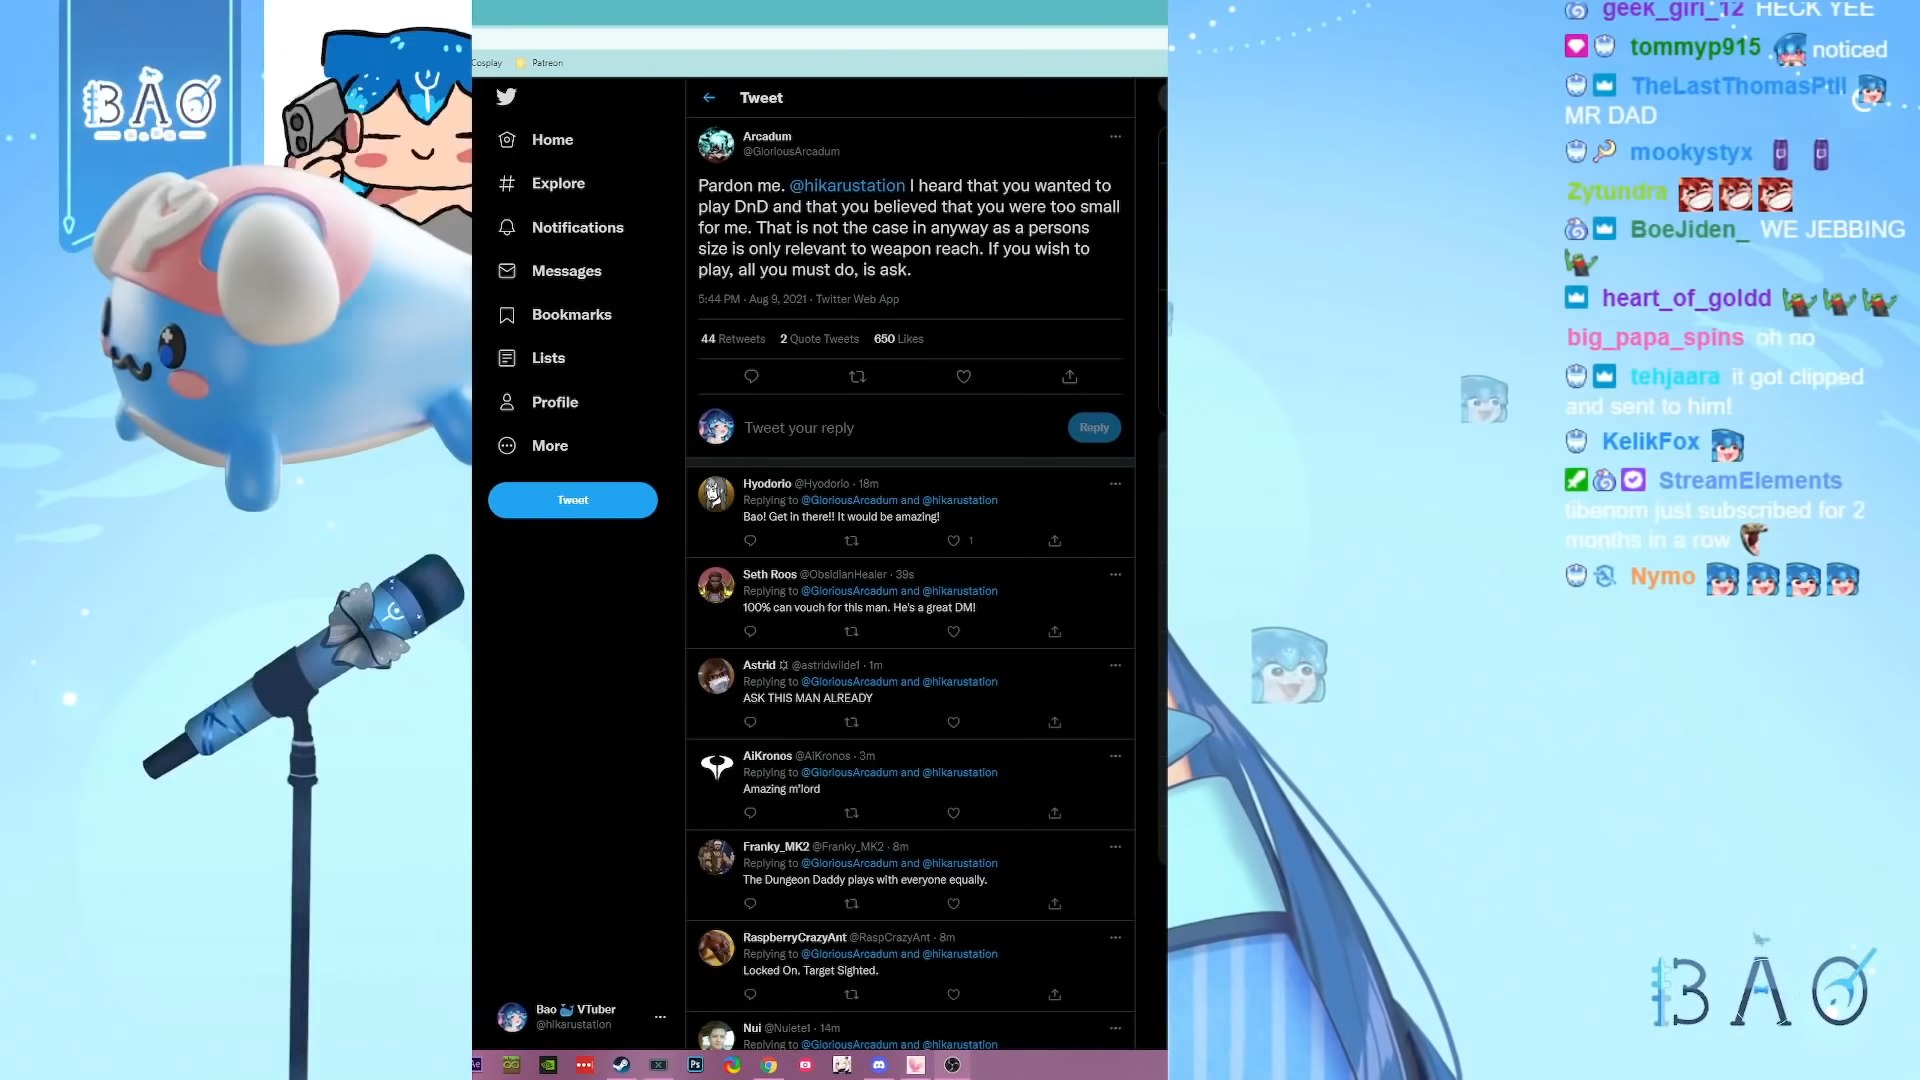 BAO
Cosplay
Patreon
Home
Explore
Notifications
Messages
Bookmarks
Lists
Profile
More
Tweet
Bao VTuber
@hikarustation
Tweet
Arcadum
@GloriousArcadum
Pardon me. @hikarustation I heard that you wanted to
play DnD and that you believed that you were too small
for me. That is not the case in anyway as a persons
size is only relevant to weapon reach. If you wish to
play, all you must do, is ask.
5:44 PM · Aug 9, 2021 · Twitter Web App
44 Retweets 2 Quote Tweets 650 Likes
Tweet your reply
Reply
Hyodorio @Hyodorio · 18m
Replying to @GloriousArcadum and @hikarustation
Bao! Get in there!! It would be amazing!
1
Seth Roos @ObsidianHealer · 39s
Replying to @GloriousArcadum and @hikarustation
100% can vouch for this man. He's a great DM!
Astrid @astridwilde1 · 1m
Replying to @GloriousArcadum and @hikarustation
ASK THIS MAN ALREADY
AiKronos @AiKronos · 3m
Replying to @GloriousArcadum and @hikarustation
Amazing m'lord
Franky_MK2 @Franky_MK2 · 8m
Replying to @GloriousArcadum and @hikarustation
The Dungeon Daddy plays with everyone equally.
RaspberryCrazyAnt @RaspCrazyAnt · 8m
Replying to @GloriousArcadum and @hikarustation
Locked On. Target Sighted.
Nui @Nuiete1 · 14m
Replying to @GloriousArcadum and @hikarustation
Ps
geek_girl_12 HECK YEE
tommyp915 noticed
TheLastThomasPtII
MR DAD
mookystyx
Zytundra
BoeJiden_ WE JEBBING
heart_of_goldd
big_papa_spins oh no
tehjaara it got clipped
and sent to him!
KelikFox
StreamElements
tibenom just subscribed for 2
months in a row
Nymo
BAO